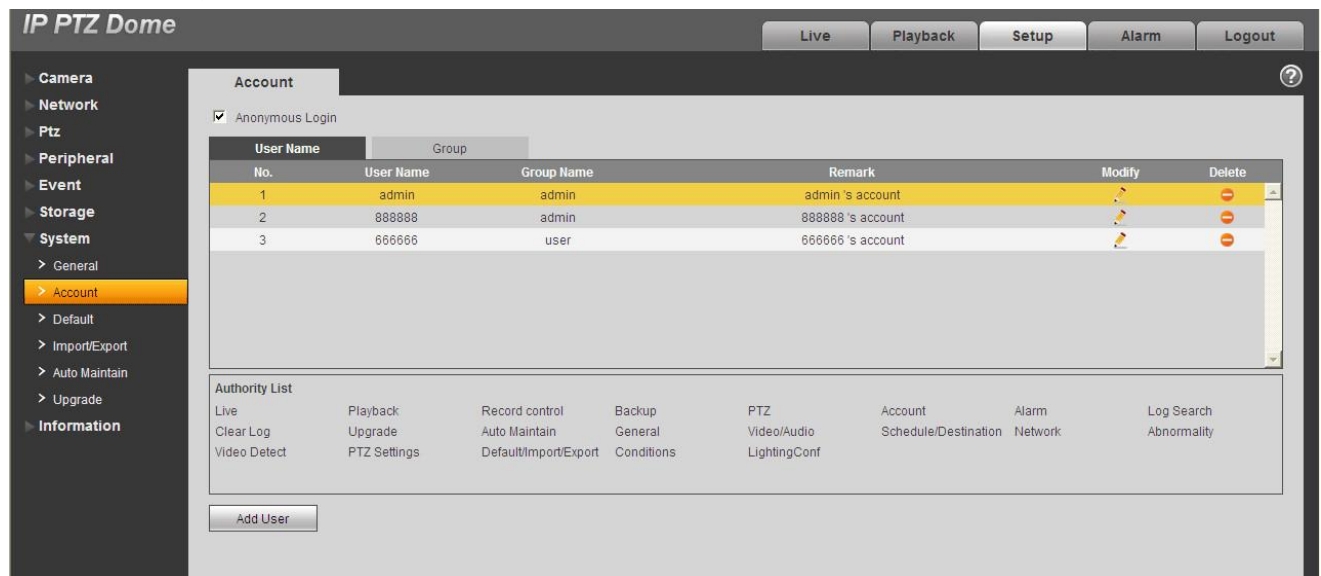 IP PTZ Dome
Live Playback Setup Alarm Logout
Camera
Network
Ptz
Peripheral
Event
Storage
System
> General
> Account
> Default
> Import/Export
> Auto Maintain
> Upgrade
Information
Account
?
Anonymous Login
User Name Group
No. User Name Group Name Remark Modify Delete
1 admin admin admin 's account
2 888888 admin 888888 's account
3 666666 user 666666 's account
Authority List
Live Playback Record control Backup PTZ Account Alarm Log Search
Clear Log Upgrade Auto Maintain General Video/Audio Schedule/Destination Network Abnormality
Video Detect PTZ Settings Default/Import/Export Conditions LightingConf
Add User